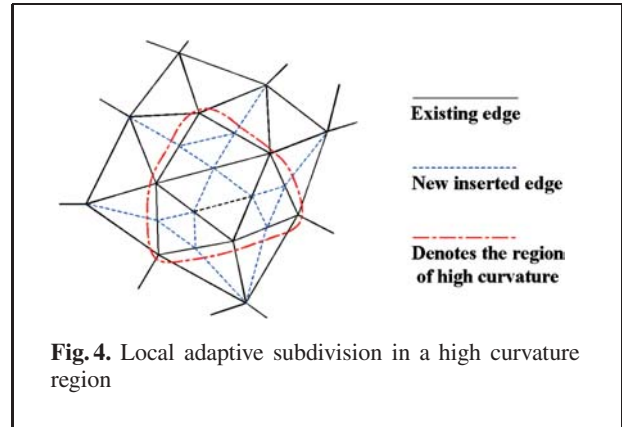 Existing edge
New inserted edge
Denotes the region
of high curvature
Fig. 4. Local adaptive subdivision in a high curvature
region